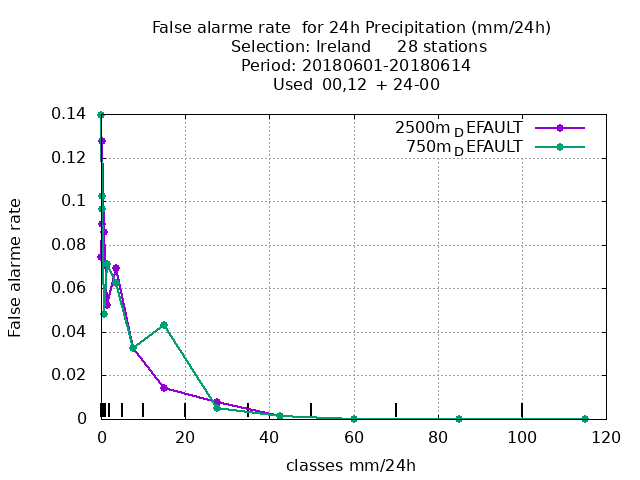 False alarme rate  for 24h Precipitation (mm/24h)
Selection: Ireland     28 stations
Period: 20180601-20180614
Used  00,12  + 24-00
2500m_DEFAULT
750m_DEFAULT
0.14
0.12
0.1
0.08
0.06
0.04
0.02
0
False alarme rate
0 20 40 60 80 100 120
classes mm/24h